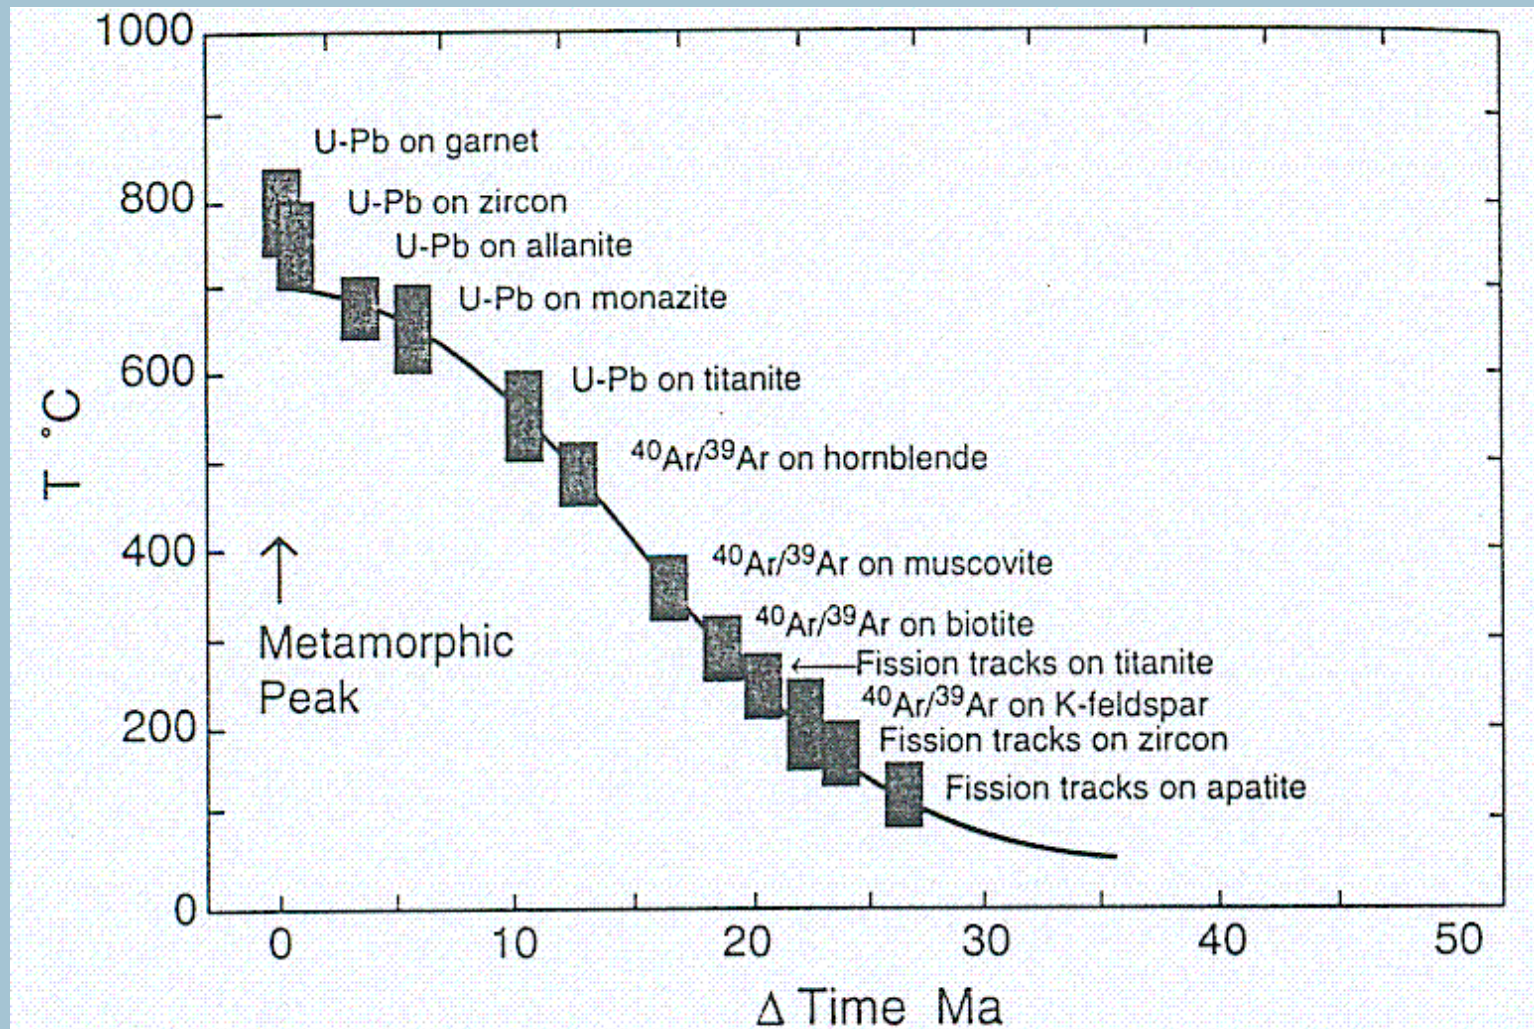 1000
U-Pb on garnet
800
U-Pb on zircon
U-Pb on allanite
U-Pb on monazite
600
U-Pb on titanite
T °C
40Ar/39Ar on hornblende
400
40Ar/39Ar on muscovite
40Ar/39Ar on biotite
Metamorphic
Peak
←Fission tracks on titanite
40Ar/39Ar on K-feldspar
200
Fission tracks on zircon
Fission tracks on apatite
0
0 10 20 30 40 50
Δ Time Ma